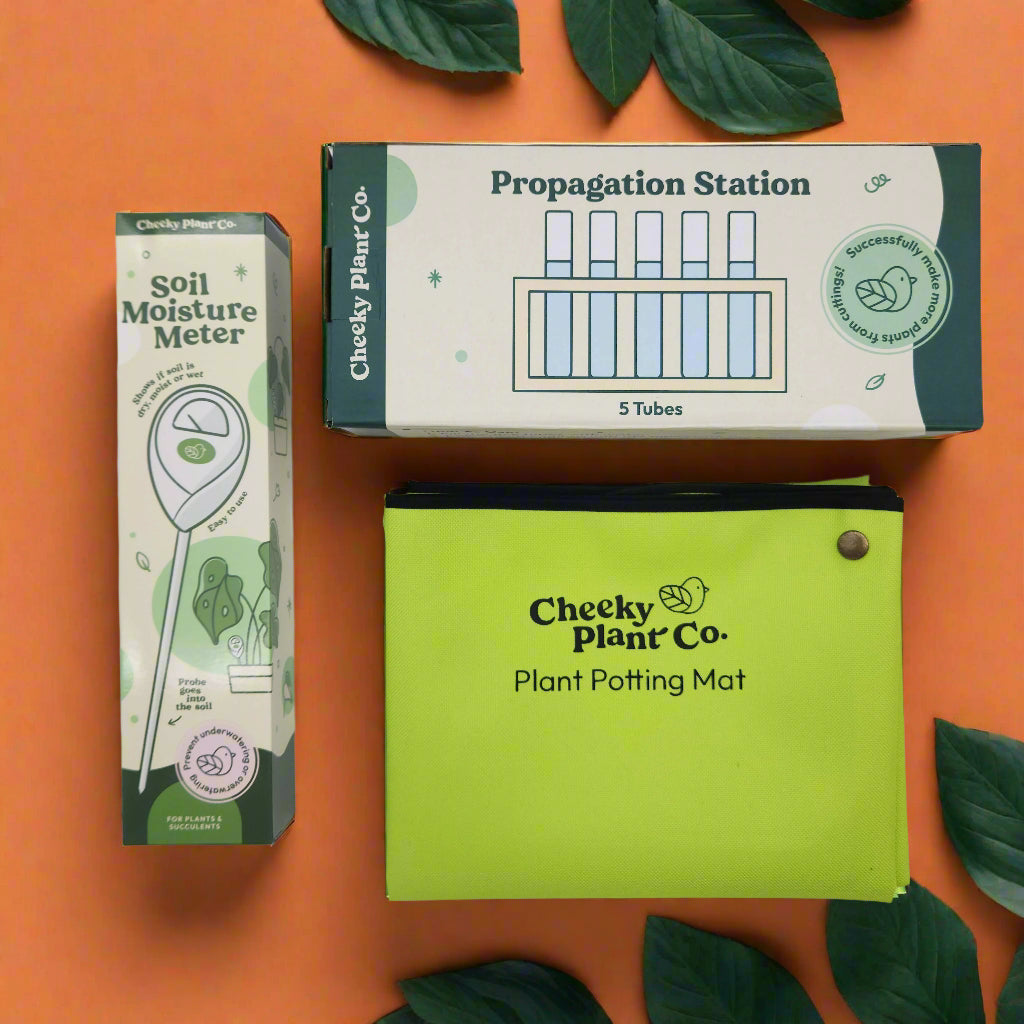 Cheeky Plant Co.
Soil
Moisture
Meter
Shows if soil is
dry, moist or wet
Easy to use
Probe
goes
into
the soil
Prevent underwatering or overwatering
FOR PLANTS &
SUCCULENTS
Cheeky Plant Co.
Propagation Station
5 Tubes
Successfully make more plants from cuttings!
Cheeky
Plant Co.
Plant Potting Mat